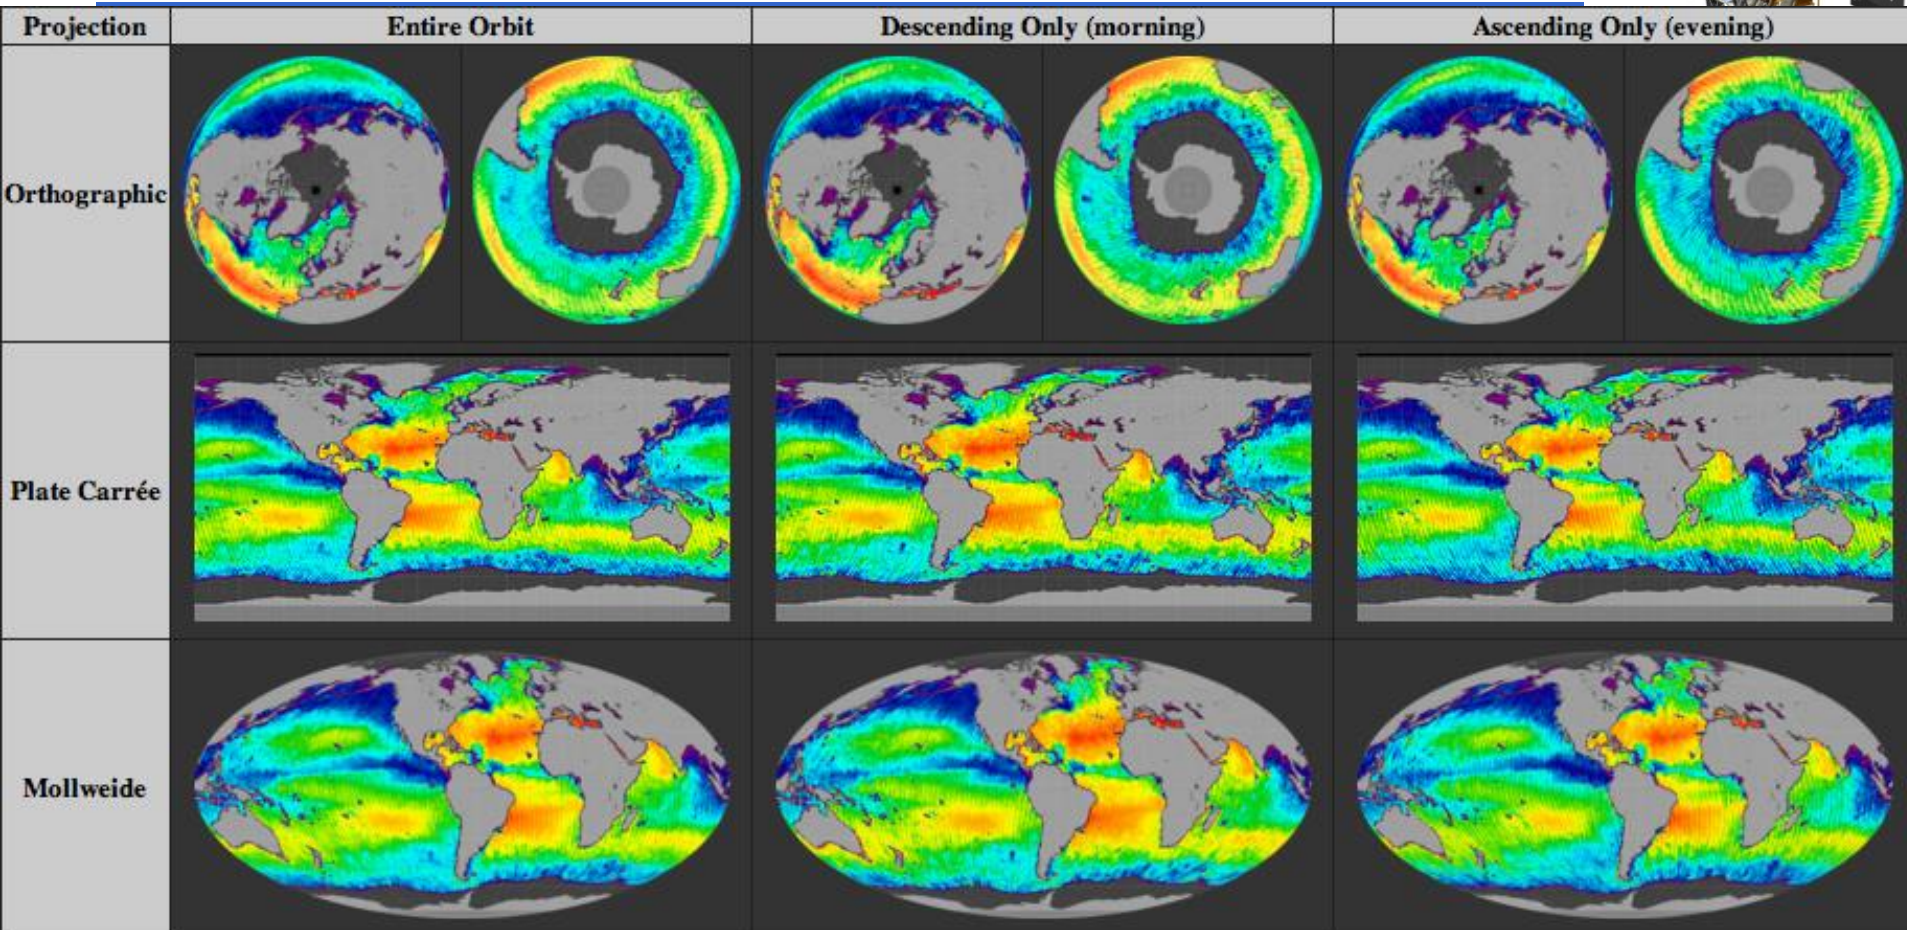 Projection
Entire Orbit
Descending Only (morning)
Ascending Only (evening)
Orthographic
Plate Carrée
Mollweide